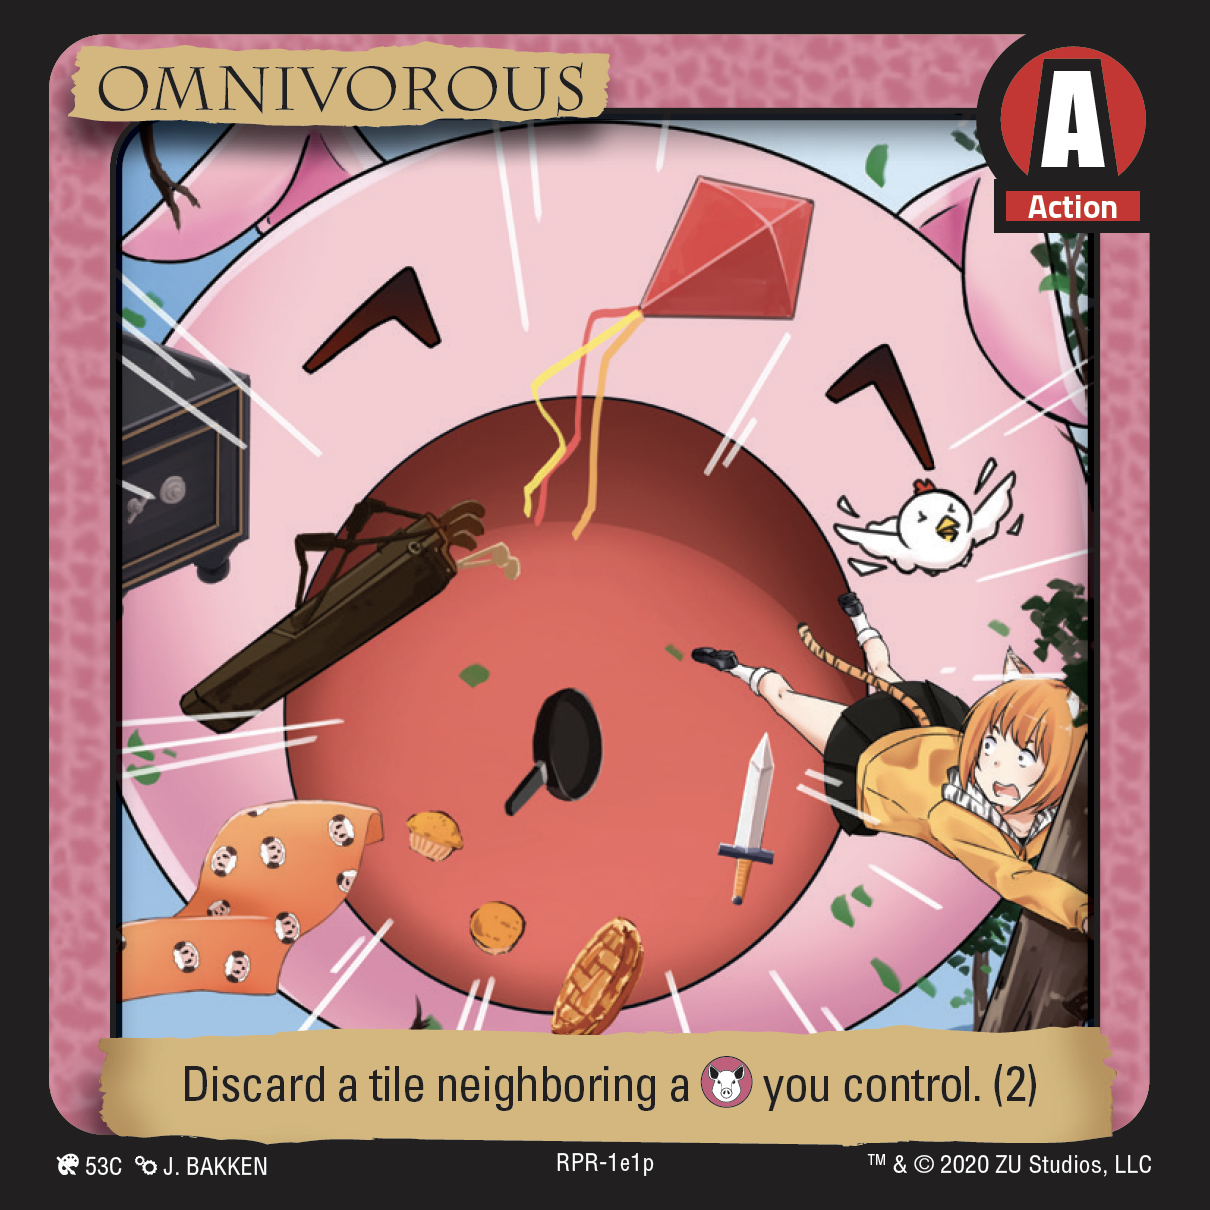 OMNIVOROUS
A
Action
Discard a tile neighboring a you control. (2)
53C J. BAKKEN
RPR-1e1p
™ & © 2020 ZU Studios, LLC